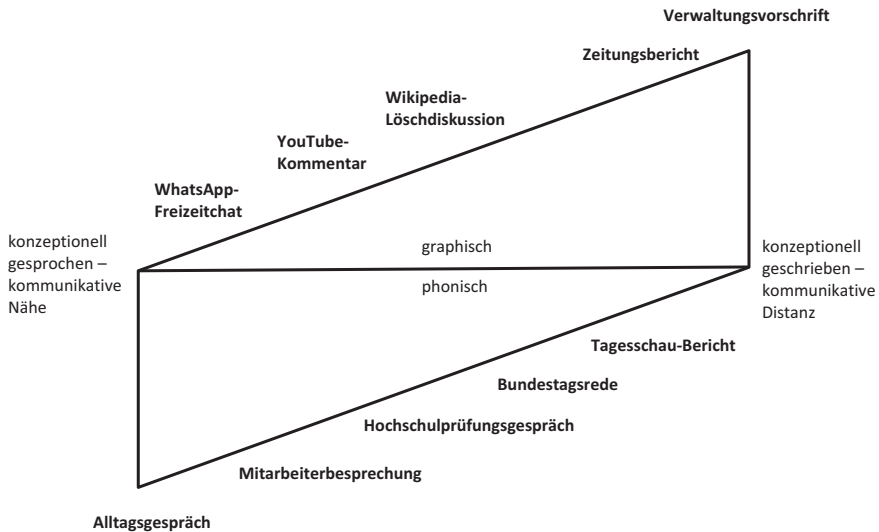 Verwaltungsvorschrift
Zeitungsbericht
Wikipedia-
Löschdiskussion
YouTube-
Kommentar
WhatsApp-
Freizeitchat
konzeptionell
gesprochen –
kommunikative
Nähe
graphisch
phonisch
konzeptionell
geschrieben –
kommunikative
Distanz
Tagesschau-Bericht
Bundestagsrede
Hochschulprüfungsgespräch
Mitarbeiterbesprechung
Alltagsgespräch